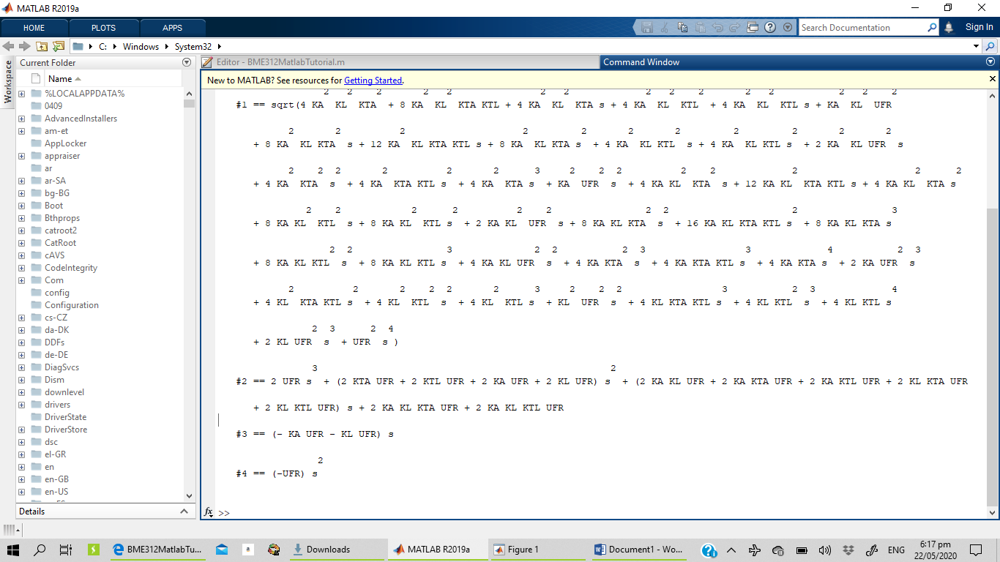 MATLAB R2019a
HOME PLOTS APPS Search Documentation Sign In
C: Windows System32
Workspace
Current Folder
Name
%LOCALAPPDATA%
0409
AdvancedInstallers
am-et
AppLocker
appraiser
ar
ar-SA
bg-BG
Boot
Bthprops
catroot2
CatRoot
cAVS
CodeIntegrity
Com
config
Configuration
cs-CZ
da-DK
DDFs
de-DE
DiagSvcs
Dism
downlevel
drivers
DriverState
DriverStore
dsc
el-GR
en
en-GB
en-US
Details
Editor - BME312MatlabTutorial.m
Command Window
New to MATLAB? See resources for Getting Started.
2 2 2 2 2 2 2 2 2 2 2 2 2 2 2
#1 == sqrt(4 KA KL KTA + 8 KA KL KTA KTL + 4 KA KL KTA s + 4 KA KL KTL + 4 KA KL KTL s + KA KL UFR
2 2 2 2 2 2 2 2 2 2 2
+ 8 KA KL KTA s + 12 KA KL KTA KTL s + 8 KA KL KTA s + 4 KA KL KTL s + 4 KA KL KTL s + 2 KA KL UFR s
2 2 2 2 2 2 3 2 2 2 2 2 2 2 2
+ 4 KA KTA s + 4 KA KTA KTL s + 4 KA KTA s + KA UFR s + 4 KA KL KTA s + 12 KA KL KTA KTL s + 4 KA KL KTA s
2 2 2 2 2 2 2 2 2 3
+ 8 KA KL KTL s + 8 KA KL KTL s + 2 KA KL UFR s + 8 KA KL KTA s + 16 KA KL KTA KTL s + 8 KA KL KTA s
2 2 3 2 2 2 3 3 4 2 3
+ 8 KA KL KTL s + 8 KA KL KTL s + 4 KA KL UFR s + 4 KA KTA s + 4 KA KTA KTL s + 4 KA KTA s + 2 KA UFR s
2 2 2 2 2 2 3 2 2 2 3 2 3 4
+ 4 KL KTA KTL s + 4 KL KTL s + 4 KL KTL s + KL UFR s + 4 KL KTA KTL s + 4 KL KTL s + 4 KL KTL s
2 3 2 4
+ 2 KL UFR s + UFR s )
3 2
#2 == 2 UFR s + (2 KTA UFR + 2 KTL UFR + 2 KA UFR + 2 KL UFR) s + (2 KA KL UFR + 2 KA KTA UFR + 2 KA KTL UFR + 2 KL KTA UFR
+ 2 KL KTL UFR) s + 2 KA KL KTA UFR + 2 KA KL KTL UFR
#3 == (- KA UFR - KL UFR) s
2
#4 == (-UFR) s
fx >>
BME312MatlabTu... Downloads MATLAB R2019a Figure 1 Document1 - Wo... ENG 6:17 pm
22/05/2020